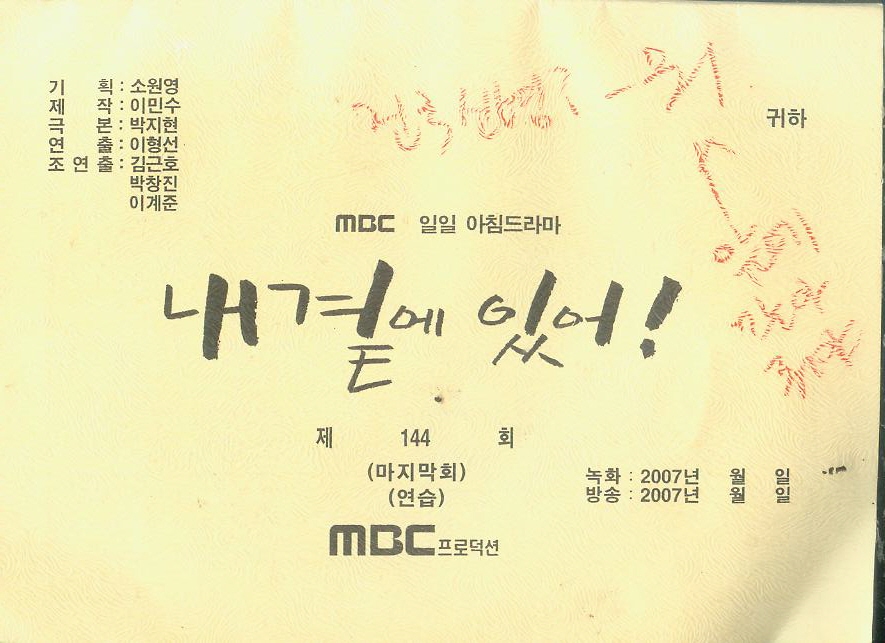 기 획 : 소원영
제 작 : 이민수
극 본 : 박지현
연 출 : 이형선
조 연 출 : 김근호
박창진
이계준
귀하
MBC 일일 아침드라마
내 곁에 있어!
제 144 회
(마지막회)
(연습)
녹화 : 2007년 월 일
방송 : 2007년 월 일
MBC프로덕션